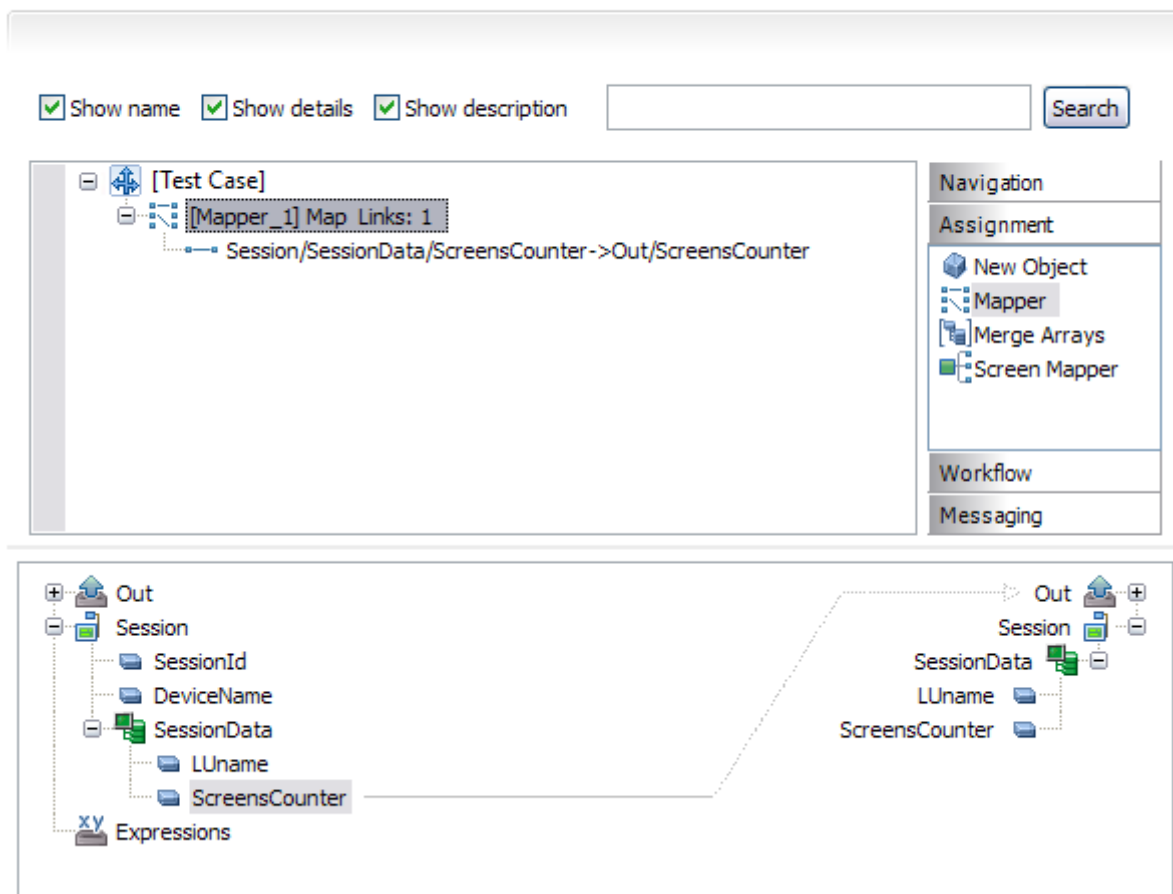 Show name Show details Show description Search
[Test Case]
[Mapper_1] Map Links: 1
Session/SessionData/ScreensCounter->Out/ScreensCounter
Navigation
Assignment
New Object
Mapper
Merge Arrays
Screen Mapper
Workflow
Messaging
Out
Session
SessionId
DeviceName
SessionData
LUname
ScreensCounter
xy Expressions
Out
Session
SessionData
LUname
ScreensCounter